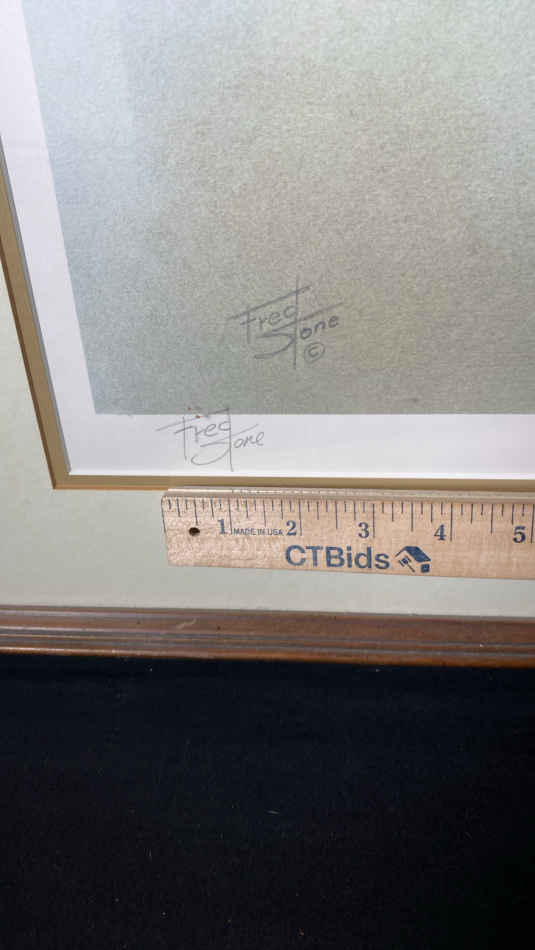 Fred
Stone
©
Fred
Stone
1 MADE IN USA 2 3 4 5
CTBids